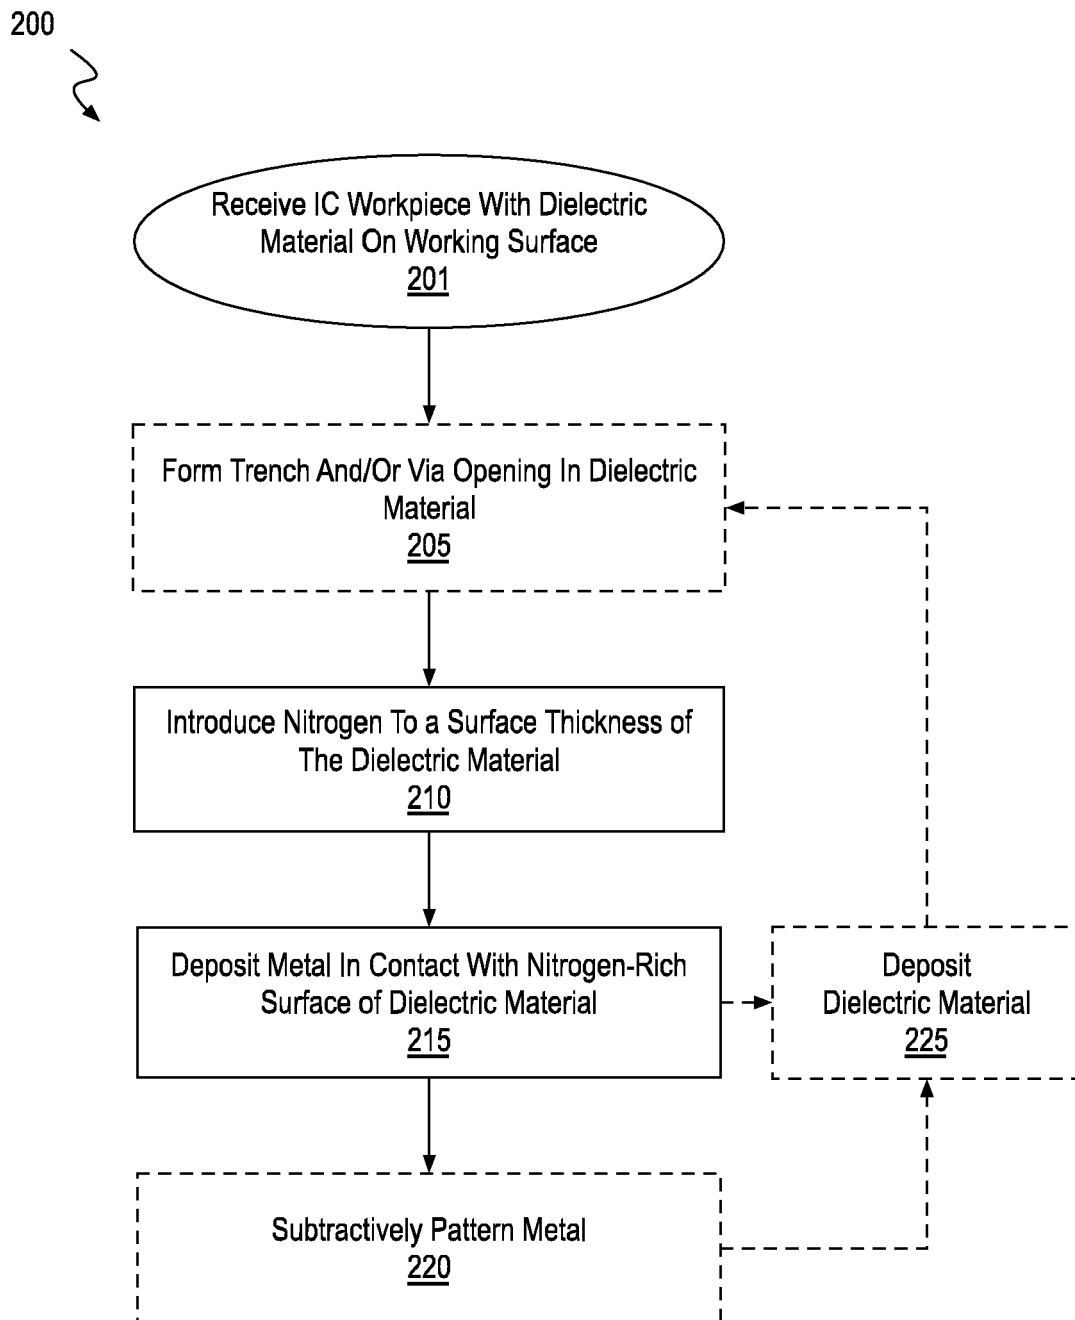 200
Receive IC Workpiece With Dielectric
Material On Working Surface
201
Form Trench And/Or Via Opening In Dielectric
Material
205
Introduce Nitrogen To a Surface Thickness of
The Dielectric Material
210
Deposit Metal In Contact With Nitrogen-Rich
Surface of Dielectric Material
215
Deposit
Dielectric Material
225
Subtractively Pattern Metal
220